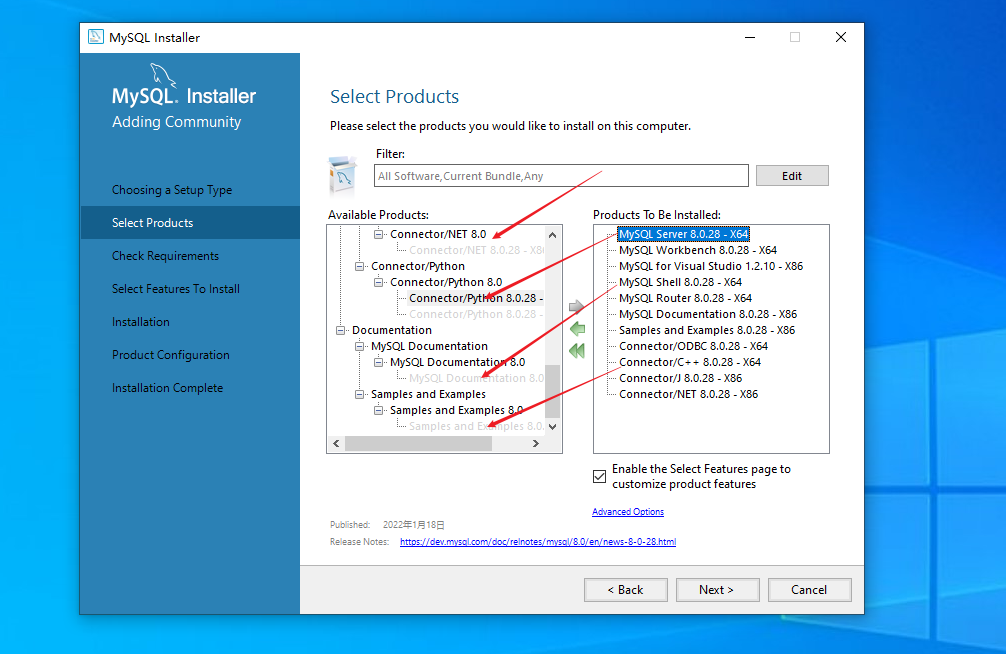 MySQL Installer
MySQL. Installer
Adding Community
Choosing a Setup Type
Select Products
Check Requirements
Select Features To Install
Installation
Product Configuration
Installation Complete
Select Products
Please select the products you would like to install on this computer.
Filter:
All Software,Current Bundle,Any
Edit
Available Products:
Connector/NET 8.0
Connector/NET 8.0.28 - X86
Connector/Python
Connector/Python 8.0
Connector/Python 8.0.28 -
Connector/Python 8.0.28 -
Documentation
MySQL Documentation
MySQL Documentation 8.0
MySQL Documentation 8.0
Samples and Examples
Samples and Examples 8.0
Samples and Examples 8.0.
Products To Be Installed:
MySQL Server 8.0.28 - X64
MySQL Workbench 8.0.28 - X64
MySQL for Visual Studio 1.2.10 - X86
MySQL Shell 8.0.28 - X64
MySQL Router 8.0.28 - X64
MySQL Documentation 8.0.28 - X86
Samples and Examples 8.0.28 - X86
Connector/ODBC 8.0.28 - X64
Connector/C++ 8.0.28 - X64
Connector/J 8.0.28 - X86
Connector/NET 8.0.28 - X86
Enable the Select Features page to
customize product features
Advanced Options
Published: 2022年1月18日
Release Notes: https://dev.mysql.com/doc/relnotes/mysql/8.0/en/news-8-0-28.html
< Back
Next >
Cancel